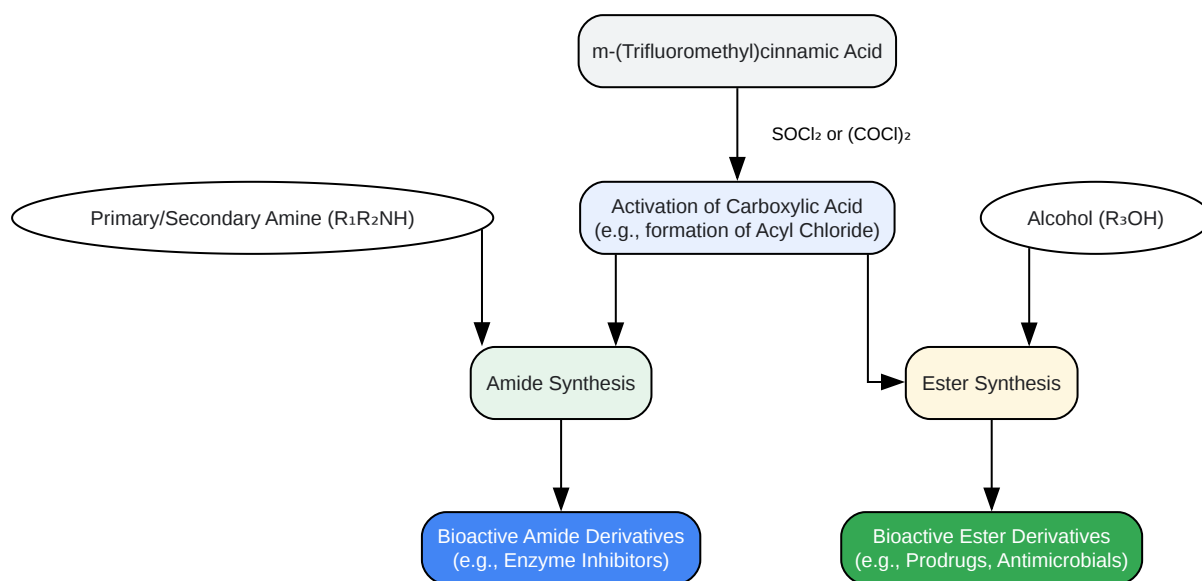 m-(Trifluoromethyl)cinnamic Acid
SOCl₂ or (COCl)₂
Primary/Secondary Amine (R₁R₂NH)
Activation of Carboxylic Acid
(e.g., formation of Acyl Chloride)
Alcohol (R₃OH)
Amide Synthesis
Ester Synthesis
Bioactive Amide Derivatives
(e.g., Enzyme Inhibitors)
Bioactive Ester Derivatives
(e.g., Prodrugs, Antimicrobials)